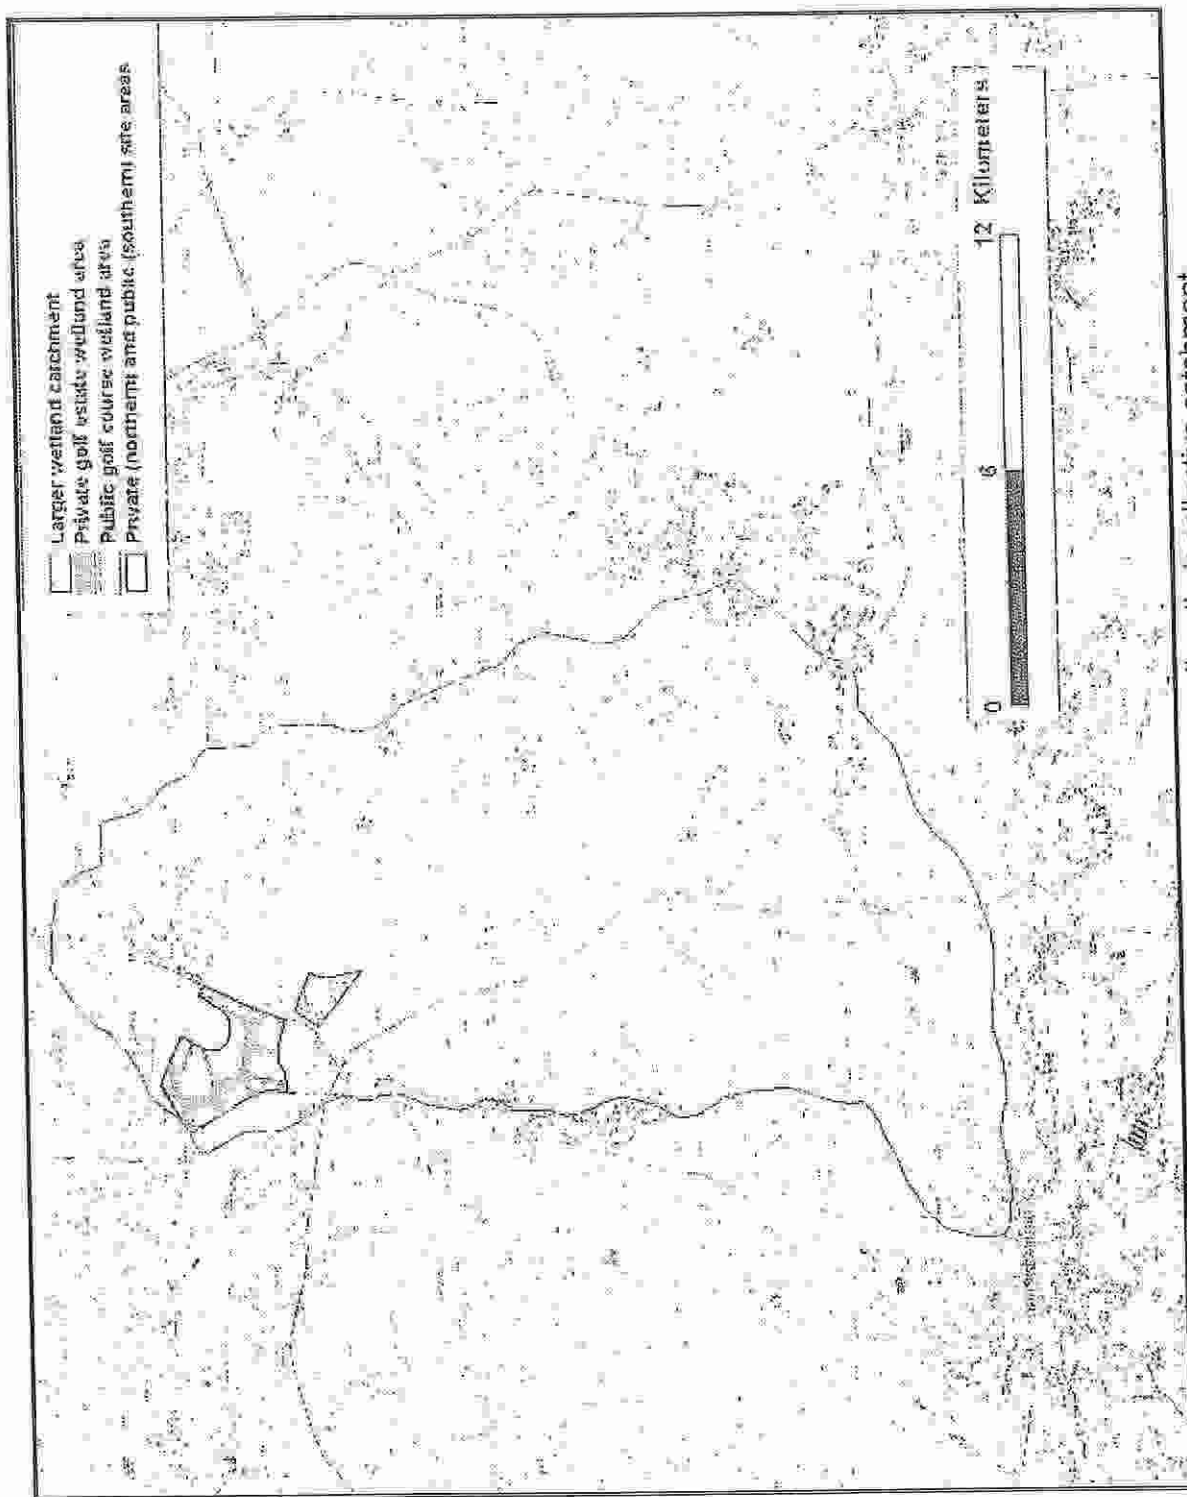 Larger wetland catchment
Private golf estate wetland area
Public golf course wetland area
Private (northern) and public (southern) site areas
0 6 12 Kilometers
catchment